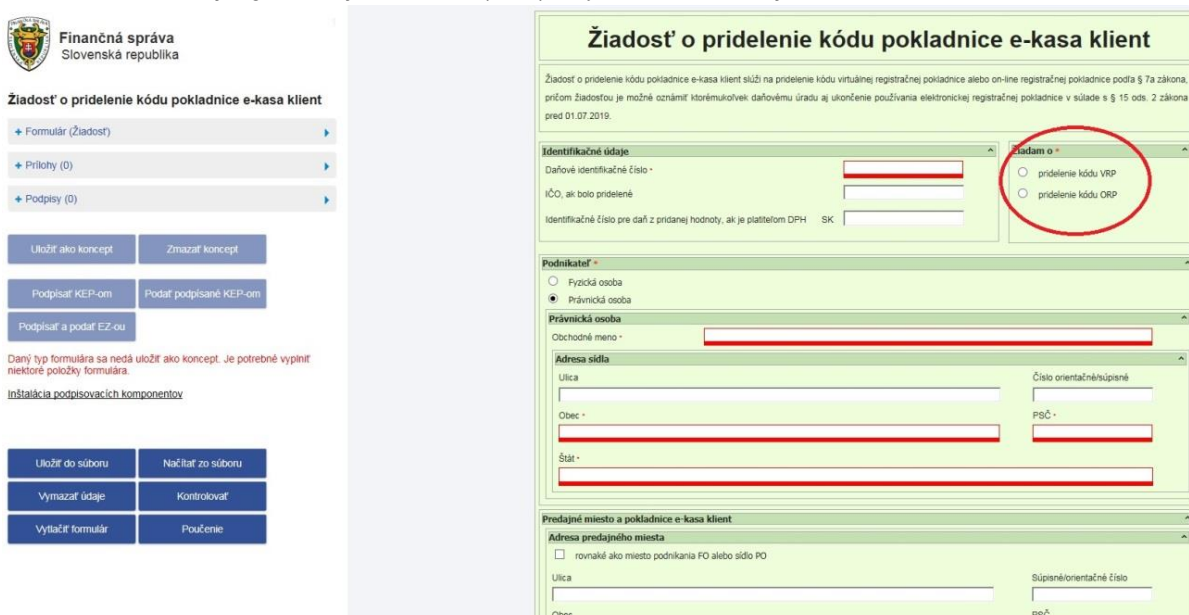 Finančná správa
Slovenská republika
Žiadosť o pridelenie kódu pokladnice e-kasa klient
+ Formulár (Žiadosť)
+ Prílohy (0)
+ Podpisy (0)
Uložiť ako koncept
Zmazať koncept
Podpísať KEP-om
Podať podpísané KEP-om
Podpísať a podať EZ-ou
Daný typ formulára sa nedá uložiť ako koncept. Je potrebné vyplniť
niektoré položky formulára.
Inštalácia podpisovacích komponentov
Uložiť do súboru
Načítať zo súboru
Vymazať údaje
Kontrolovať
Vytlačiť formulár
Poučenie
Žiadosť o pridelenie kódu pokladnice e-kasa klient
Žiadosť o pridelenie kódu pokladnice e-kasa klient slúži na pridelenie kódu virtuálnej registračnej pokladnice alebo on-line registračnej pokladnice podľa § 7a zákona,
pričom žiadosťou je možné oznámiť ktorémukoľvek daňovému úradu aj ukončenie používania elektronickej registračnej pokladnice v súlade s § 15 ods. 2 zákona
pred 01.07.2019.
Identifikačné údaje
Daňové identifikačné číslo •
IČO, ak bolo pridelené
Identifikačné číslo pre daň z pridanej hodnoty, ak je platiteľom DPH SK
Žiadam o •
pridelenie kódu VRP
pridelenie kódu ORP
Podnikateľ •
Fyzická osoba
Právnická osoba
Právnická osoba
Obchodné meno •
Adresa sídla
Ulica
Číslo orientačné/súpisné
Obec •
PSČ •
Štát •
Predajné miesto a pokladnice e-kasa klient
Adresa predajného miesta
rovnaké ako miesto podnikania FO alebo sídlo PO
Ulica
Súpisné/orientačné číslo
Obec
PSČ